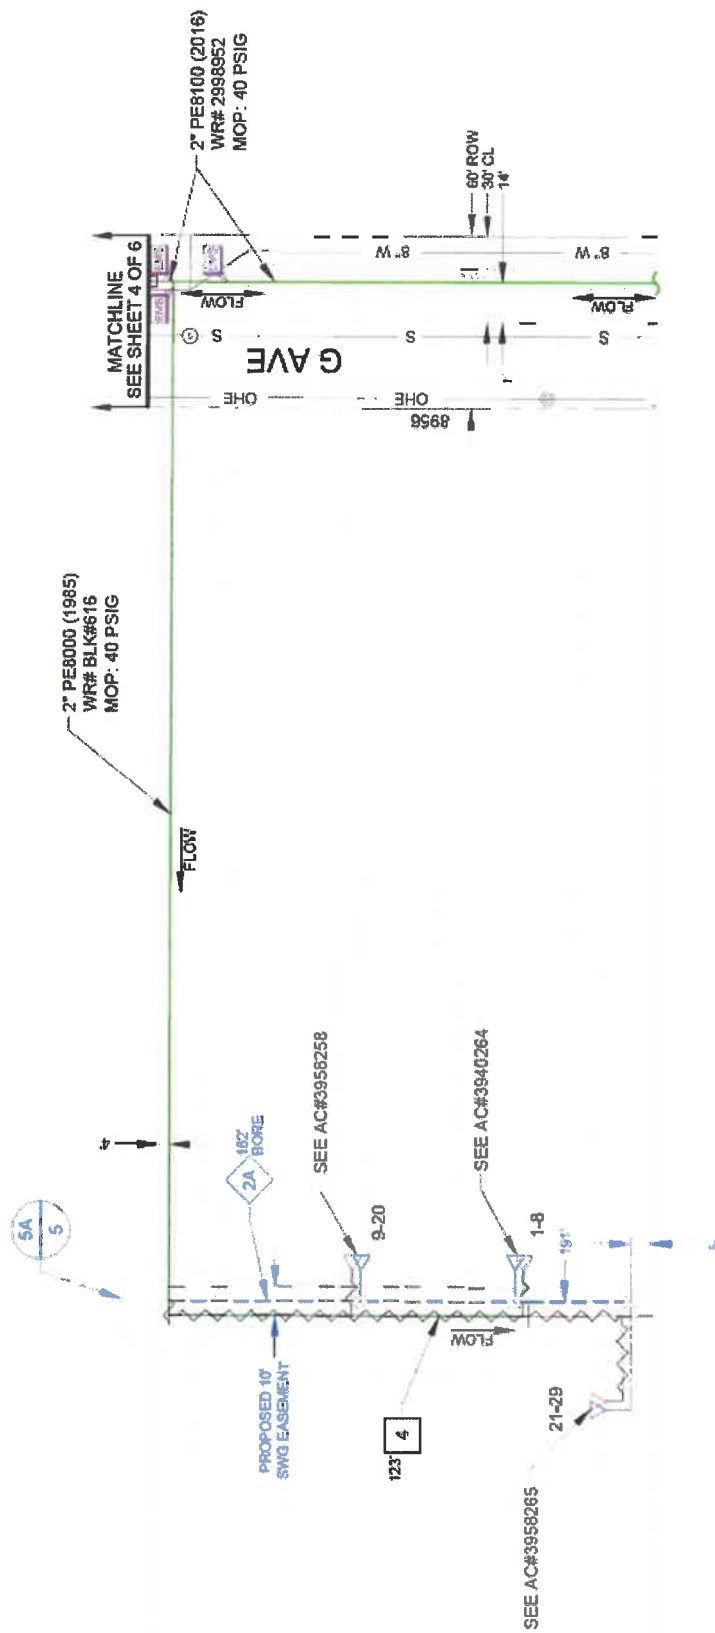 MATCHLINE
SEE SHEET 4 OF 6
2" PE8100 (2016)
WR# 2998952
MOP: 40 PSIG
60' ROW
30' CL
14'
8" W
8" W
FLOW
FLOW
S
S
S
S
G AVE
OHE
OHE
8956
2" PE8000 (1985)
WR# BLK#616
MOP: 40 PSIG
FLOW
4'
5A
5
2A
162'
BORE
SEE AC#3958258
9-20
SEE AC#3940264
1-8
191'
PROPOSED 10'
SWG EASEMENT
FLOW
123'
4
21-29
SEE AC#3958265